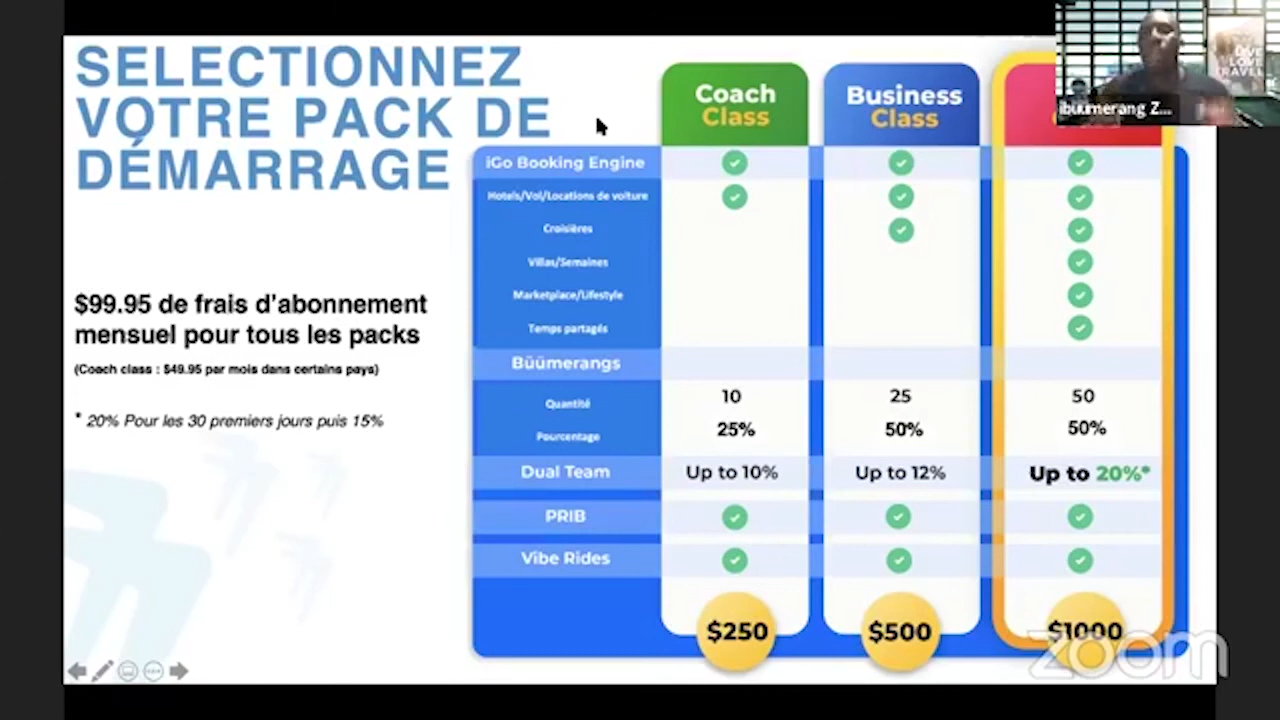 SELECTIONNEZ
VOTRE PACK DE
DÉMARRAGE
$99.95 de frais d'abonnement
mensuel pour tous les packs
(Coach class : $49.95 par mois dans certains pays)
* 20% Pour les 30 premiers jours puis 15%
Coach
Class
Business
Class
iGo Booking Engine
Hotels/Vol/Locations de voiture
Croisières
Villas/Semaines
Marketplace/Lifestyle
Temps partagés
Büümerangs
Quantité 10 25 50
Pourcentage 25% 50% 50%
Dual Team Up to 10% Up to 12% Up to 20%*
PRIB
Vibe Rides
$250 $500 $1000
ibuumerang Z...
LOVE
TRAVEL
zoom